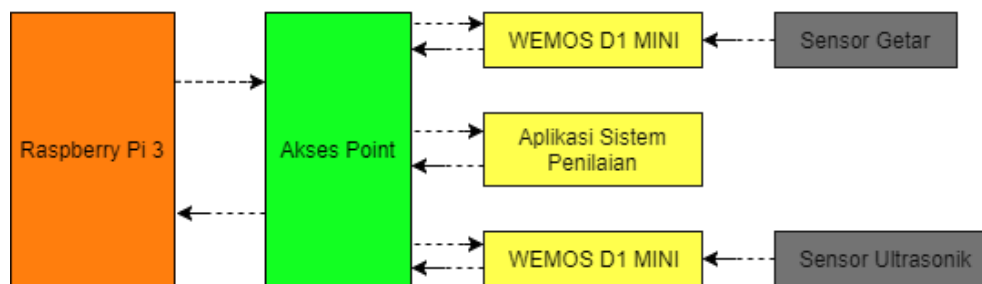 WEMOS D1 MINI
Sensor Getar
Raspberry Pi 3
Akses Point
Aplikasi Sistem
Penilaian
WEMOS D1 MINI
Sensor Ultrasonik